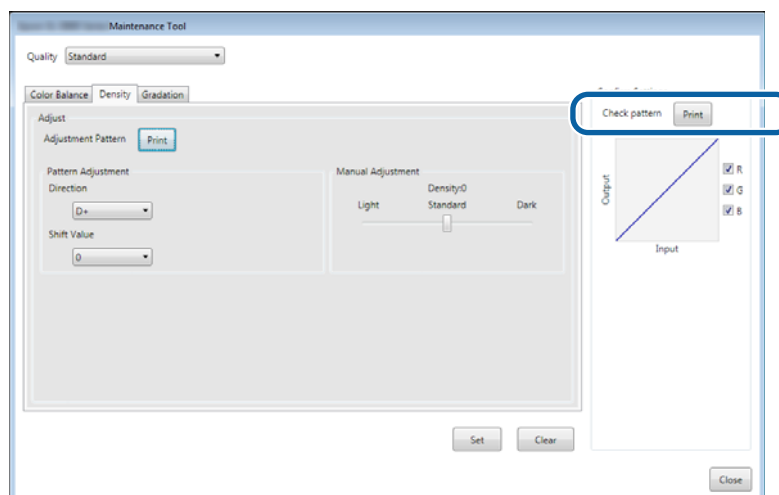 Maintenance Tool
Quality Standard
Color Balance Density Gradation
Adjust
Adjustment Pattern Print
Pattern Adjustment
Direction
D+
Shift Value
0
Manual Adjustment
Density:0
Light Standard Dark
Set Clear
Check pattern Print
Output
R
G
B
Input
Close